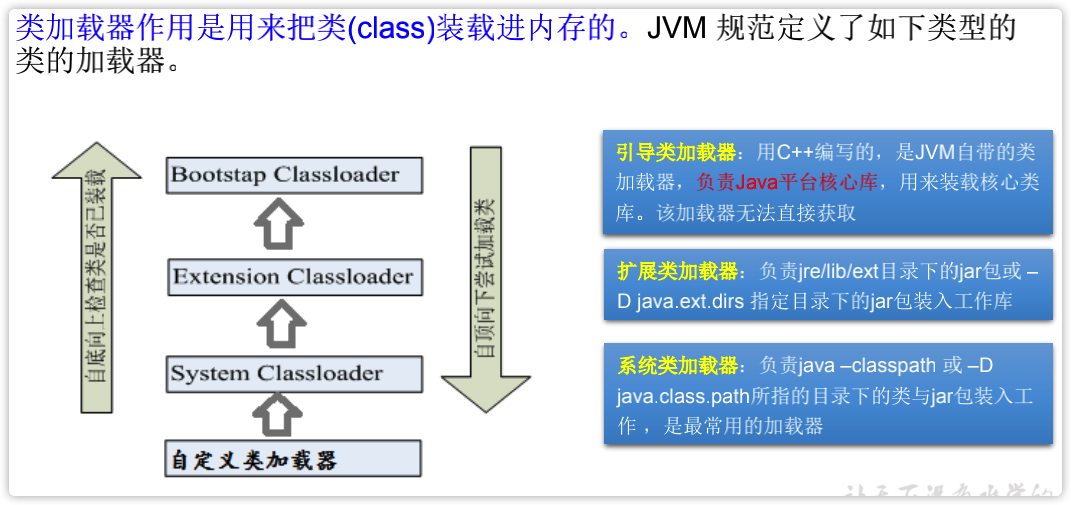 类加载器作用是用来把类(class)装载进内存的。JVM 规范定义了如下类型的
类的加载器。
自底向上检查类是否已装载
Bootstap Classloader
Extension Classloader
System Classloader
自定义类加载器
自顶向下尝试加载类
引导类加载器：用C++编写的，是JVM自带的类
加载器，负责Java平台核心库，用来装载核心类
库。该加载器无法直接获取
扩展类加载器：负责jre/lib/ext目录下的jar包或 –
D java.ext.dirs 指定目录下的jar包装入工作库
系统类加载器：负责java –classpath 或 –D
java.class.path所指的目录下的类与jar包装入工
作 ，是最常用的加载器